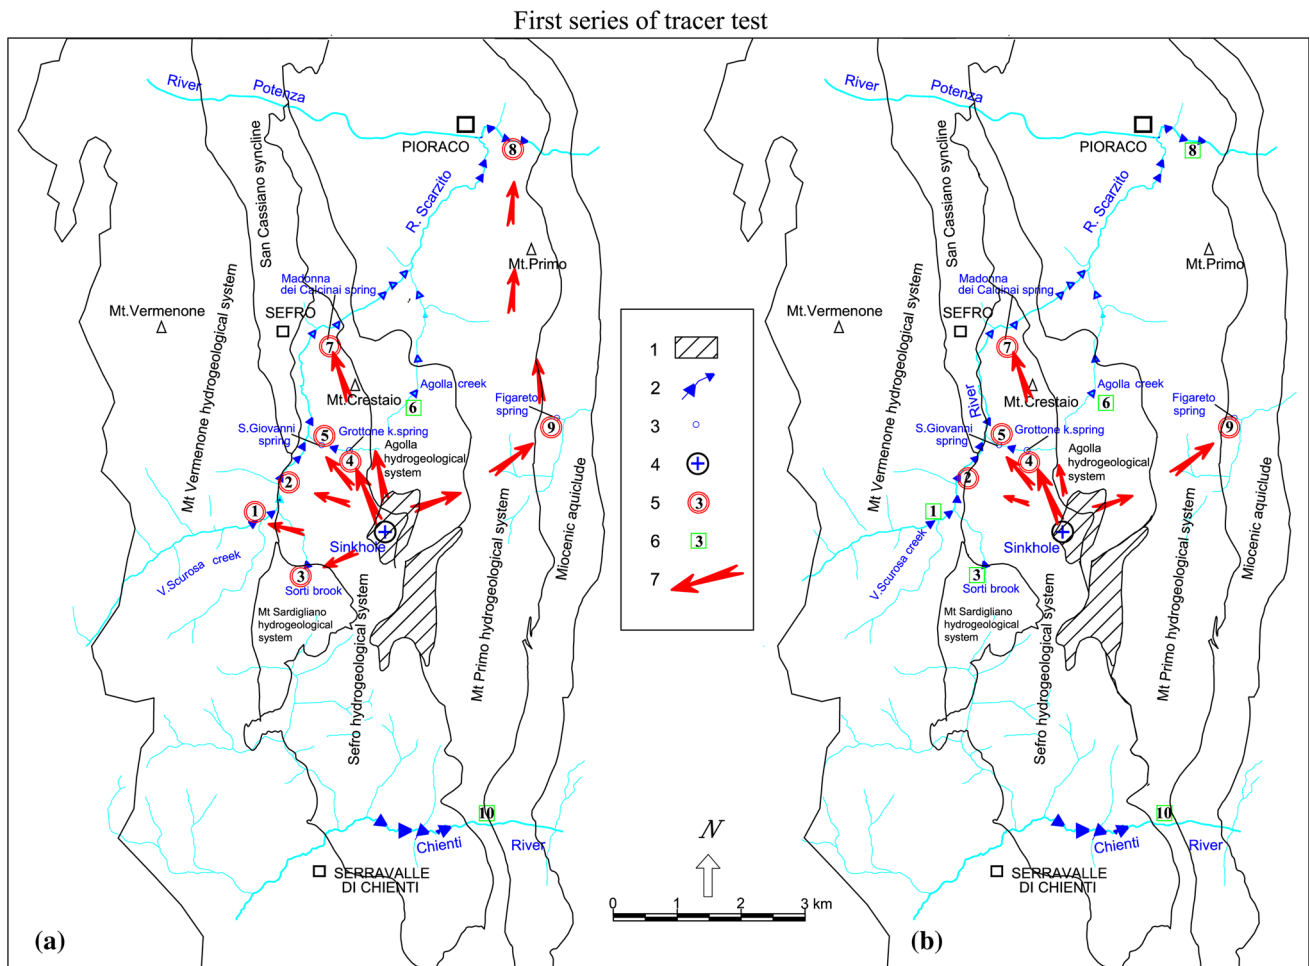 First series of tracer test
River
Potenza
PIORACO
8
San Cassiano syncline
R. Scarzito
Mt.Primo
Madonna
dei Calcinai spring
Mt Vermenone hydrogeological system
Mt.Vermenone
SEFRO
7
Mt.Crestaio
Agolla creek
6
Figareto
spring
9
S.Giovanni
spring
5
Grottone k.spring
4
Agolla
hydrogeological
system
2
1
Sinkhole
V.Scurosa creek
3
Sorti brook
Mt Sardigliano
hydrogeological
system
Sefro hydrogeological system
Mt Primo hydrogeological system
Miocenic aquiclude
10
Chienti
River
SERRAVALLE
DI CHIENTI
(a)
1
2
3
4
5
3
6
3
7
N
0
1
2
3 km
River
Potenza
PIORACO
8
San Cassiano syncline
R. Scarzito
Mt.Primo
Madonna
dei Calcinai spring
Mt Vermenone hydrogeological system
Mt.Vermenone
SEFRO
7
Mt.Crestaio
River
Agolla creek
6
Figareto
spring
9
S.Giovanni
spring
5
Grottone k.spring
4
Agolla
hydrogeological
system
2
1
Sinkhole
V.Scurosa creek
3
Sorti brook
Mt Sardigliano
hydrogeological
system
Sefro hydrogeological system
Mt Primo hydrogeological system
Miocenic aquiclude
10
Chienti
River
SERRAVALLE
DI CHIENTI
(b)